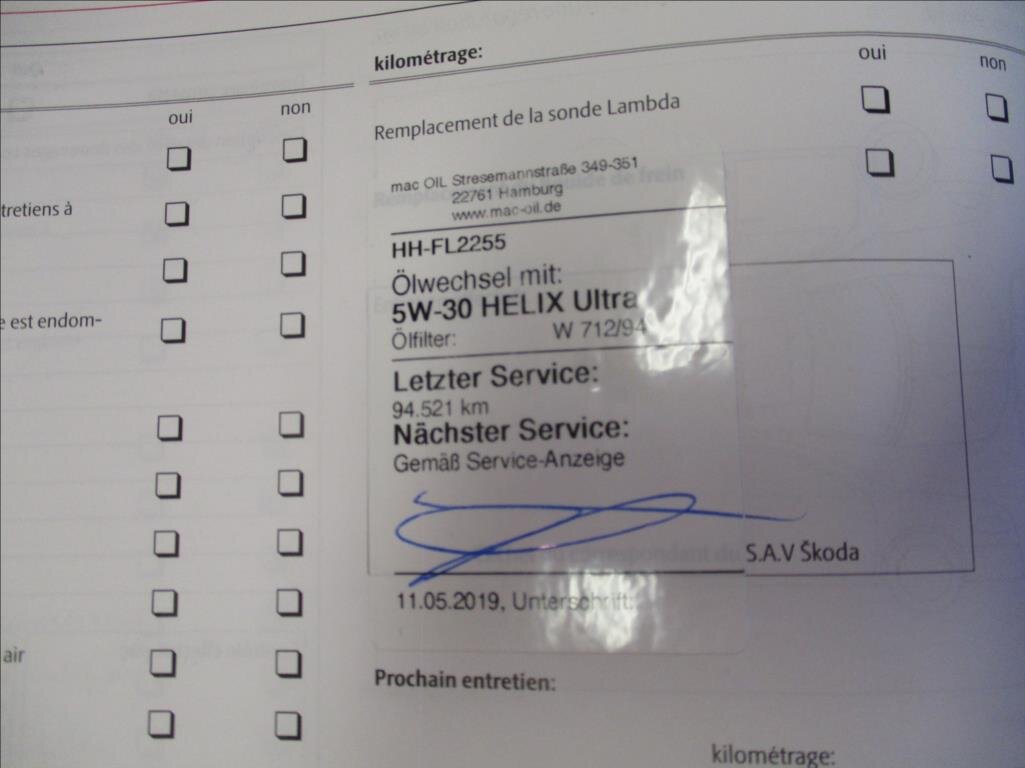 oui
non
tretiens à
e est endom-
air
kilométrage:
oui
non
Remplacement de la sonde Lambda
mac OIL Stresemannstraße 349-351
22761 Hamburg
www.mac-oil.de
HH-FL2255
Ölwechsel mit:
5W-30 HELIX Ultra
Ölfilter: W 712/94
Letzter Service:
94.521 km
Nächster Service:
Gemäß Service-Anzeige
S.A.V Škoda
11.05.2019, Unterschrift:
Prochain entretien:
kilométrage: